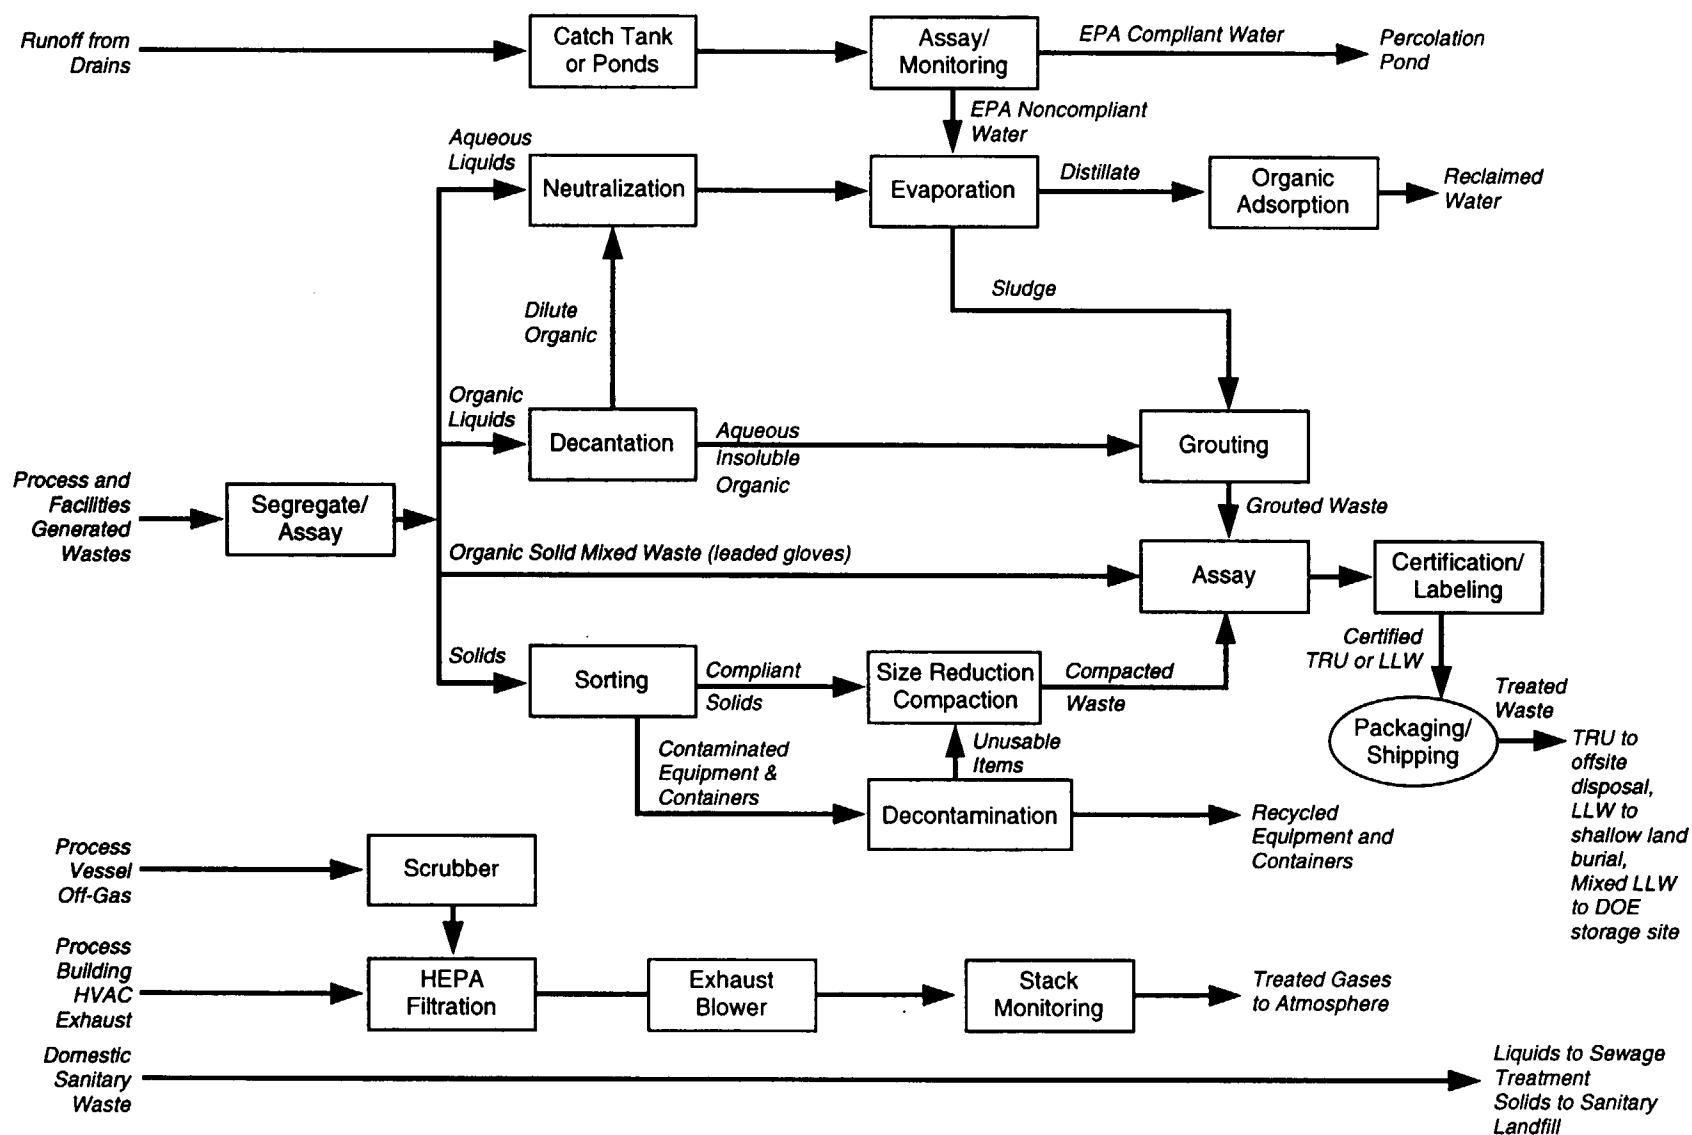 Runoff from
Drains
Catch Tank
or Ponds
Assay/
Monitoring
EPA Compliant Water
Percolation
Pond
EPA Noncompliant
Water
Aqueous
Liquids
Neutralization
Evaporation
Distillate
Organic
Adsorption
Reclaimed
Water
Sludge
Dilute
Organic
Organic
Liquids
Decantation
Aqueous
Insoluble
Organic
Grouting
Grouted Waste
Process and
Facilities
Generated
Wastes
Segregate/
Assay
Organic Solid Mixed Waste (leaded gloves)
Assay
Certification/
Labeling
Certified
TRU or LLW
Solids
Sorting
Compliant
Solids
Size Reduction
Compaction
Compacted
Waste
Packaging/
Shipping
Treated
Waste
TRU to
offsite
disposal,
LLW to
shallow land
burial,
Mixed LLW
to DOE
storage site
Contaminated
Equipment &
Containers
Unusable
Items
Decontamination
Recycled
Equipment and
Containers
Process
Vessel
Off-Gas
Scrubber
Process
Building
HVAC
Exhaust
HEPA
Filtration
Exhaust
Blower
Stack
Monitoring
Treated Gases
to Atmosphere
Domestic
Sanitary
Waste
Liquids to Sewage
Treatment
Solids to Sanitary
Landfill